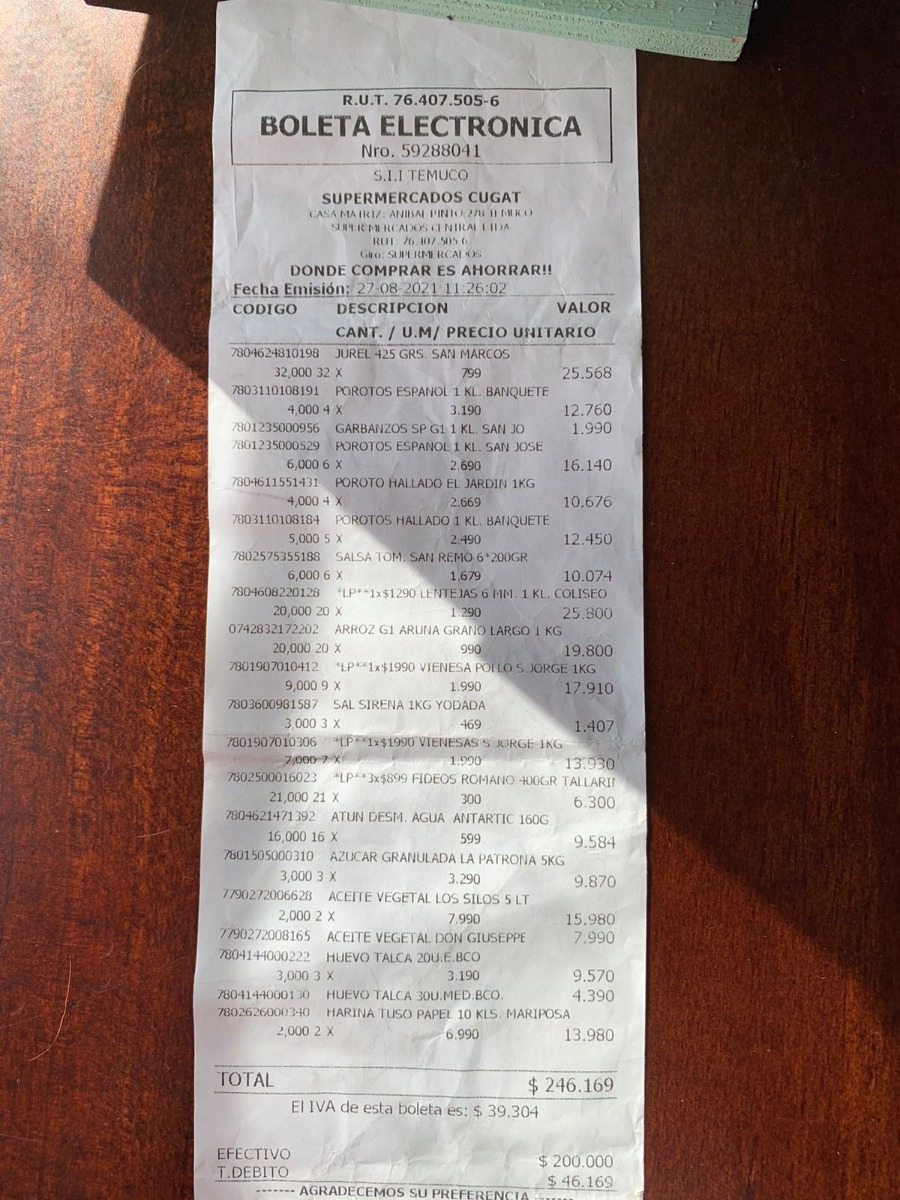 R.U.T. 76.407.505-6
BOLETA ELECTRONICA
Nro. 59288041
S.I.I TEMUCO
SUPERMERCADOS CUGAT
CASA MATRIZ: ANIBAL PINTO 278 TEMUCO
SUPERMERCADOS CENTRAL LTDA
RUT: 76.407.505 6
Giro: SUPERMERCADOS
DONDE COMPRAR ES AHORRAR!!
Fecha Emisión: 27-08-2021 11:26:02
CODIGO DESCRIPCION VALOR
CANT. / U.M/ PRECIO UNITARIO
7804624810198 JUREL 425 GRS. SAN MARCOS
32,000 32 X 799 25.568
7803110108191 POROTOS ESPANOL 1 KL. BANQUETE
4,000 4 X 3.190 12.760
7801235000956 GARBANZOS SP G1 1 KL. SAN JO 1.990
7801235000529 POROTOS ESPANOL 1 KL. SAN JOSE
6,000 6 X 2.690 16.140
7804611551431 POROTO HALLADO EL JARDIN 1KG
4,000 4 X 2.669 10.676
7803110108184 POROTOS HALLADO 1 KL. BANQUETE
5,000 5 X 2.490 12.450
7802575355188 SALSA TOM. SAN REMO 6*200GR
6,000 6 X 1.679 10.074
7804608220128 *LP**1x$1290 LENTEJAS 6 MM. 1 KL. COLISEO
20,000 20 X 1.290 25.800
0742832172202 ARROZ G1 ARUNA GRANO LARGO 1 KG
20,000 20 X 990 19.800
7801907010412 *LP**1x$1990 VIENESA POLLO S.JORGE 1KG
9,000 9 X 1.990 17.910
7803600981587 SAL SIRENA 1KG YODADA
3,000 3 X 469 1.407
7801907010306 *LP**1x$1990 VIENESAS S.JORGE 1KG
7,000 7 X 1.990 13.930
7802500016023 *LP**3x$899 FIDEOS ROMANO 400GR TALLARII
21,000 21 X 300 6.300
7804621471392 ATUN DESM. AGUA ANTARTIC 160G
16,000 16 X 599 9.584
7801505000310 AZUCAR GRANULADA LA PATRONA 5KG
3,000 3 X 3.290 9.870
7790272006628 ACEITE VEGETAL LOS SILOS 5 LT
2,000 2 X 7.990 15.980
7790272008165 ACEITE VEGETAL DON GIUSEPPE 7.990
7804144000222 HUEVO TALCA 20U.E.BCO
3,000 3 X 3.190 9.570
7804144000130 HUEVO TALCA 30U.MED.BCO. 4.390
7802626000340 HARINA TUSO PAPEL 10 KLS. MARIPOSA
2,000 2 X 6.990 13.980
TOTAL $ 246.169
El IVA de esta boleta es: $ 39.304
EFECTIVO $ 200.000
T.DEBITO $ 46.169
------- AGRADECEMOS SU PREFERENCIA -------